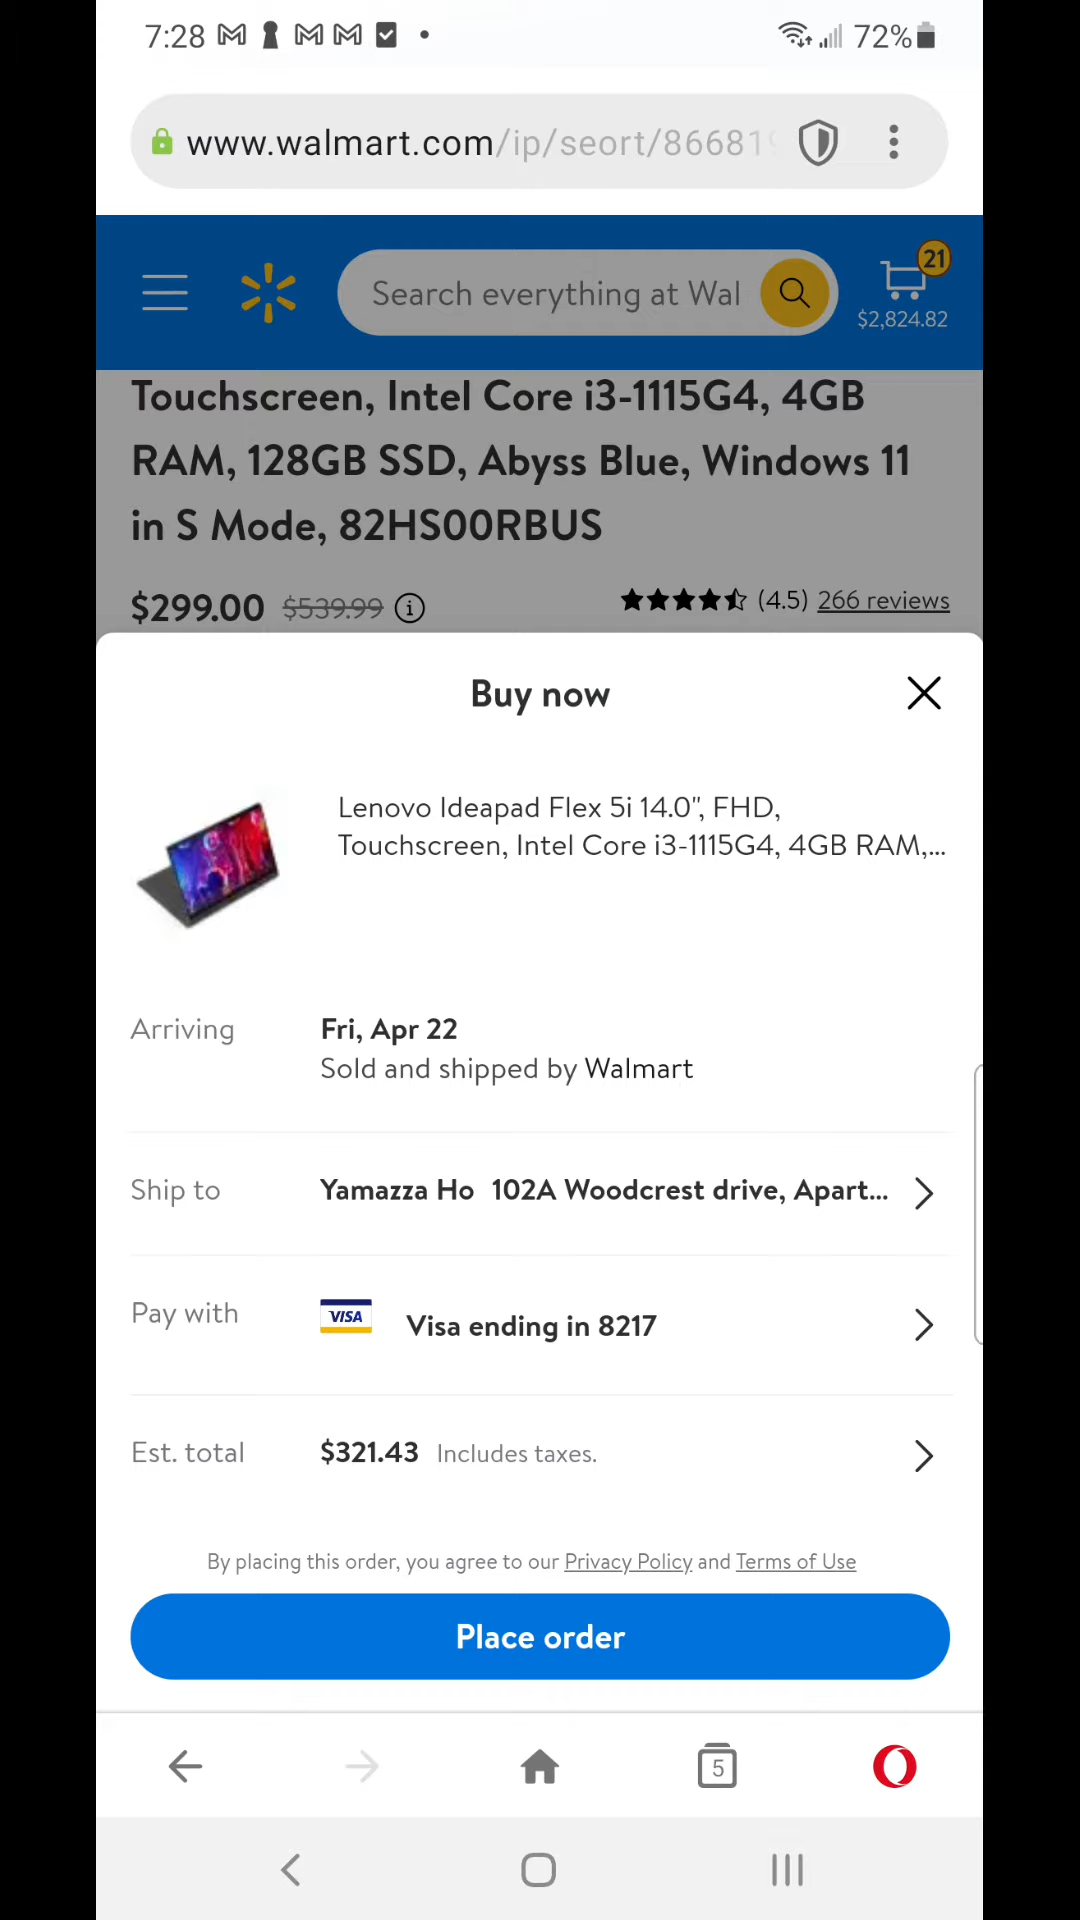 7:28
72%
www.walmart.com/ip/seort/86681
Search everything at Wal
21
$2,824.82
Touchscreen, Intel Core i3-1115G4, 4GB
RAM, 128GB SSD, Abyss Blue, Windows 11
in S Mode, 82HS00RBUS
$299.00 $539.99 (4.5) 266 reviews
Buy now
Lenovo Ideapad Flex 5i 14.0", FHD,
Touchscreen, Intel Core i3-1115G4, 4GB RAM,...
Arriving Fri, Apr 22
Sold and shipped by Walmart
Ship to Yamazza Ho 102A Woodcrest drive, Apart...
Pay with VISA Visa ending in 8217
Est. total $321.43 Includes taxes.
By placing this order, you agree to our Privacy Policy and Terms of Use
Place order
5